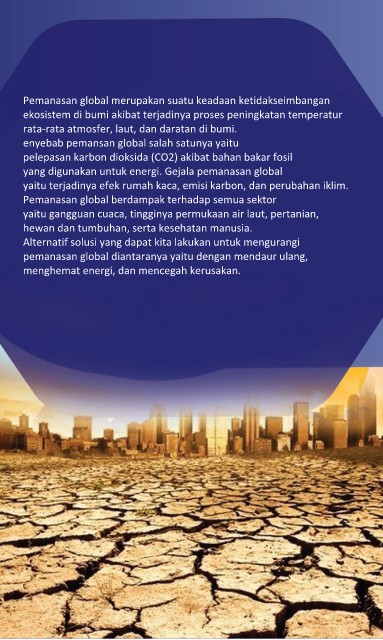 Pemanasan global merupakan suatu keadaan ketidakseimbangan
ekosistem di bumi akibat terjadinya proses peningkatan temperatur
rata-rata atmosfer, laut, dan daratan di bumi.
enyebab pemansan global salah satunya yaitu
pelepasan karbon dioksida (CO2) akibat bahan bakar fosil
yang digunakan untuk energi. Gejala pemanasan global
yaitu terjadinya efek rumah kaca, emisi karbon, dan perubahan iklim.
Pemanasan global berdampak terhadap semua sektor
yaitu gangguan cuaca, tingginya permukaan air laut, pertanian,
hewan dan tumbuhan, serta kesehatan manusia.
Alternatif solusi yang dapat kita lakukan untuk mengurangi
pemanasan global diantaranya yaitu dengan mendaur ulang,
menghemat energi, dan mencegah kerusakan.